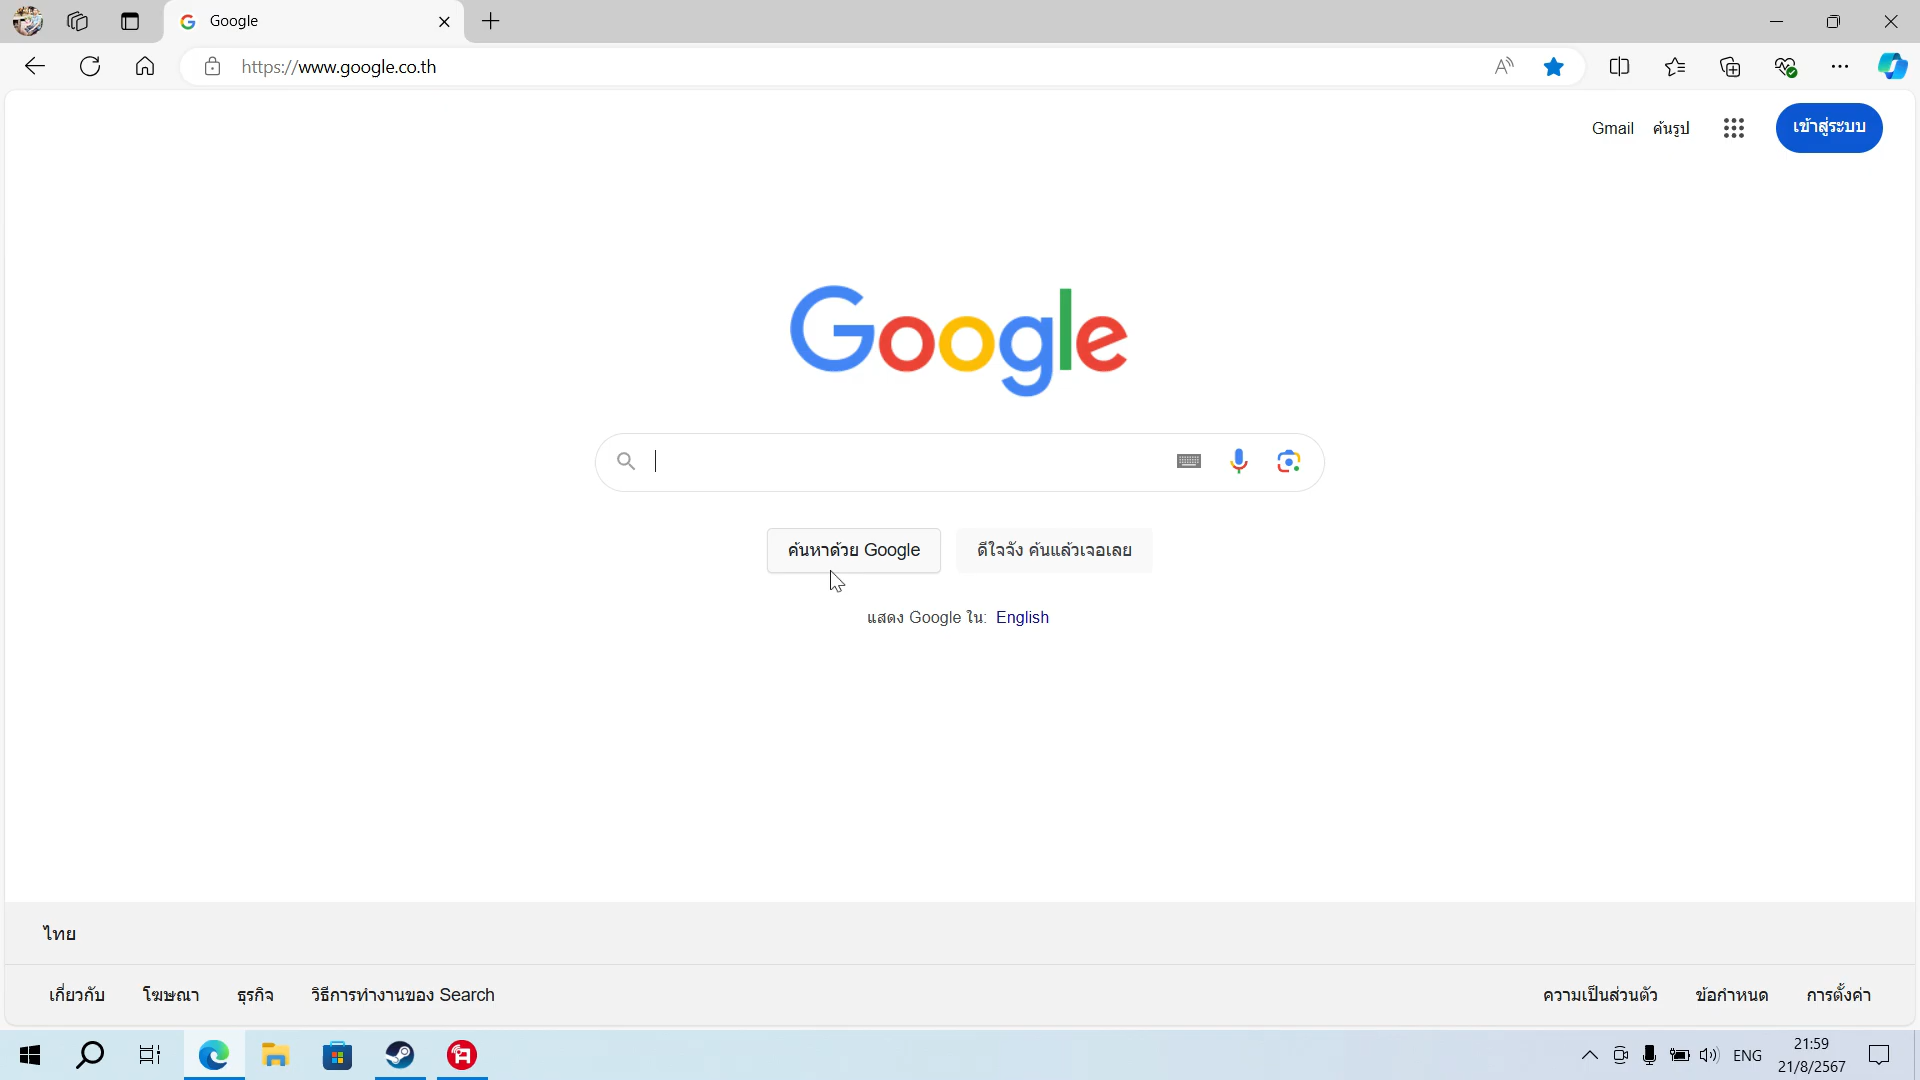 Google
https://www.google.co.th
Gmail ค้นรูป เข้าสู่ระบบ
Google
ค้นหาด้วย Google ดีใจจัง ค้นแล้วเจอเลย
แสดง Google ใน: English
ไทย
เกี่ยวกับ โฆษณา ธุรกิจ วิธีการทำงานของ Search ความเป็นส่วนตัว ข้อกำหนด การตั้งค่า
ENG 21:59
21/8/2567